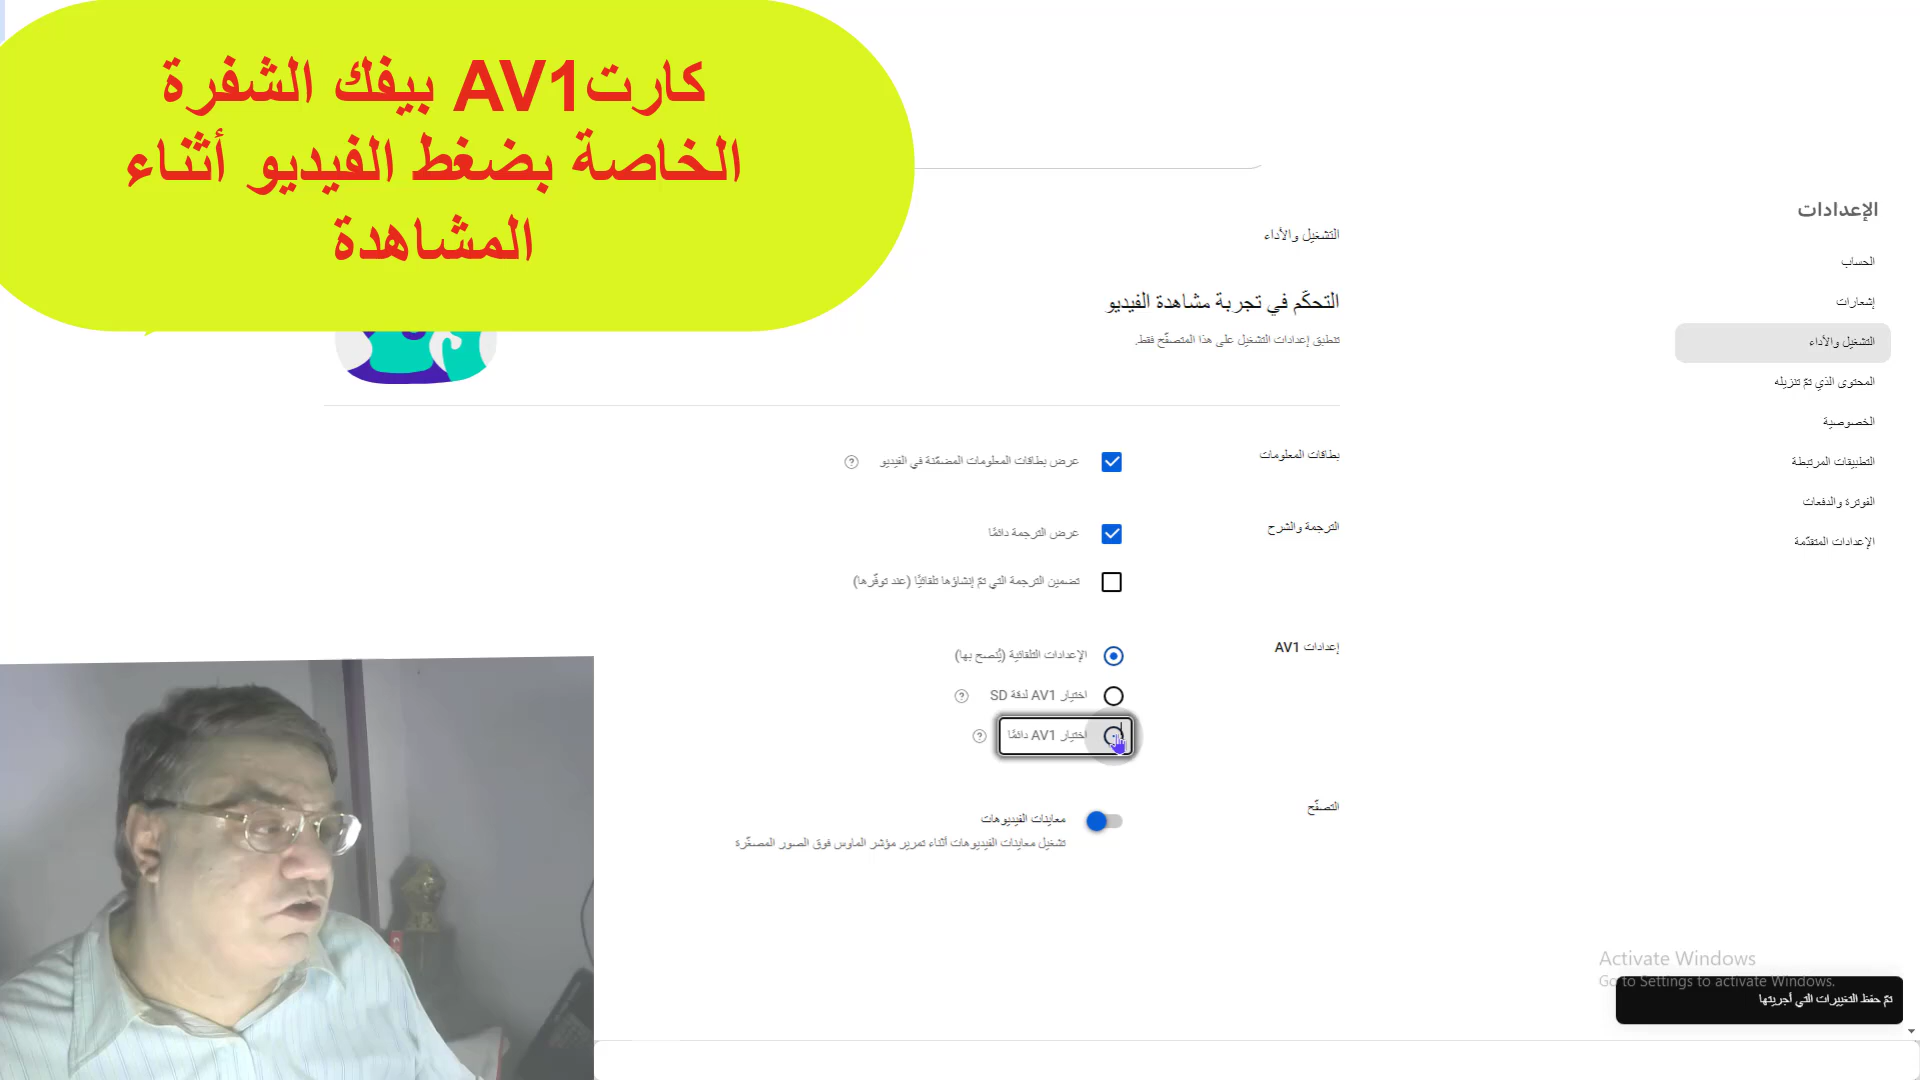 كارتAV1 بيفك الشفرة
الخاصة بضغط الفيديو أثناء
المشاهدة
الإعدادات
الحساب
إشعارات
التشغيل والأداء
المحتوى الذي تمّ تنزيله
الخصوصية
التطبيقات المرتبطة
الفوترة والدفعات
الإعدادات المتقدّمة
التشغيل والأداء
التحكّم في تجربة مشاهدة الفيديو
تنطبق إعدادات التشغيل على هذا المتصفّح فقط.
بطاقات المعلومات
عرض بطاقات المعلومات المضمّنة في الفيديو
الترجمة والشرح
عرض الترجمة دائمًا
تضمين الترجمة التي تمّ إنشاؤها تلقائيًّا (عند توفّرها)
إعدادات AV1
الإعدادات التلقائية (يُنصح بها)
اختيار AV1 لدقة SD
اختيار AV1 دائمًا
التصفّح
معاينات الفيديوهات
تشغيل معاينات الفيديوهات أثناء تمرير مؤشر الماوس فوق الصور المصغّرة
Activate Windows
Go to Settings to activate Windows.
تمّ حفظ التغييرات التي أجريتها